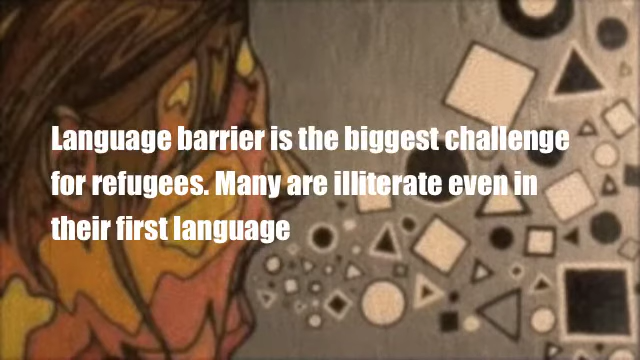 Language barrier is the biggest challenge
for refugees. Many are illiterate even in
their first language